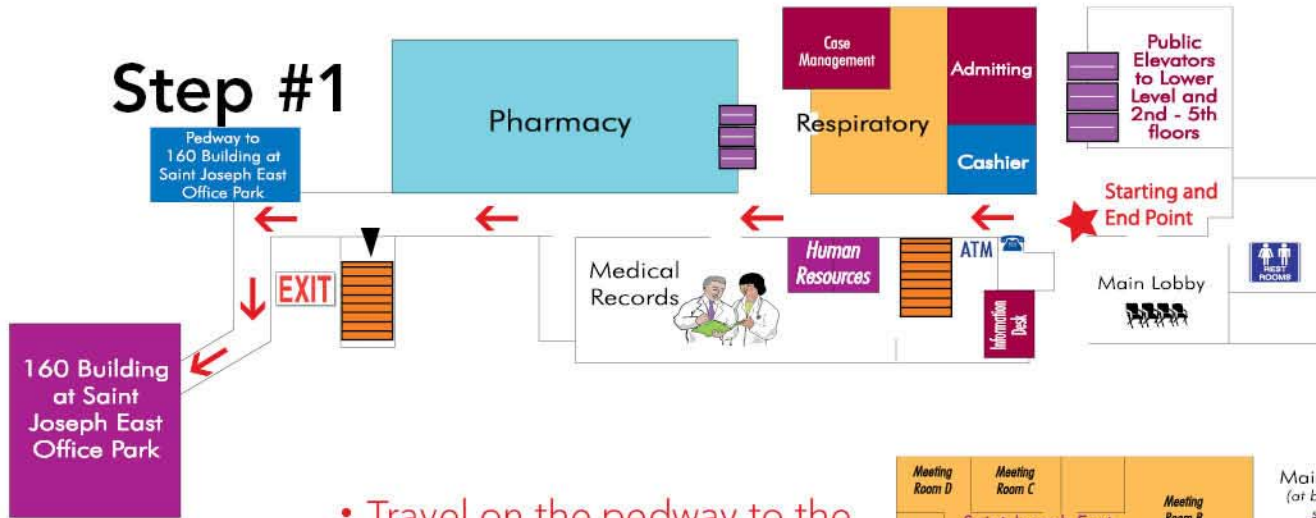 Step #1
Pedway to
160 Building at
Saint Joseph East
Office Park
Pharmacy
Case
Management
Respiratory
Admitting
Cashier
Public
Elevators
to Lower
Level and
2nd - 5th
floors
Starting and
End Point
EXIT
Medical
Records
Human
Resources
ATM
Information
Desk
Main Lobby
REST
ROOMS
160 Building
at Saint
Joseph East
Office Park
• Travel on the pedway to the
Meeting
Room D
Meeting
Room C
Meeting